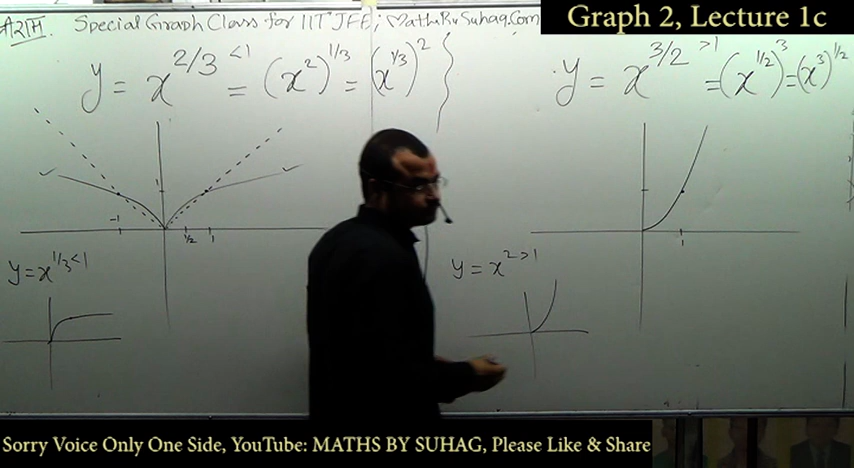 Graph 2, Lecture 1c
Special Graph Class for IIT JEE; MathsBySuhag.Com
y = x^{2/3 <1} = (x^2)^{1/3} = (x^{1/3})^2
y = x^{3/2 >1} = (x^{1/2})^3 = (x^3)^{1/2}
1
-1 1/2 1
1
y = x^{1/3 <1}
y = x^{2 >1}
Sorry Voice Only One Side, YouTube: MATHS BY SUHAG, Please Like & Share